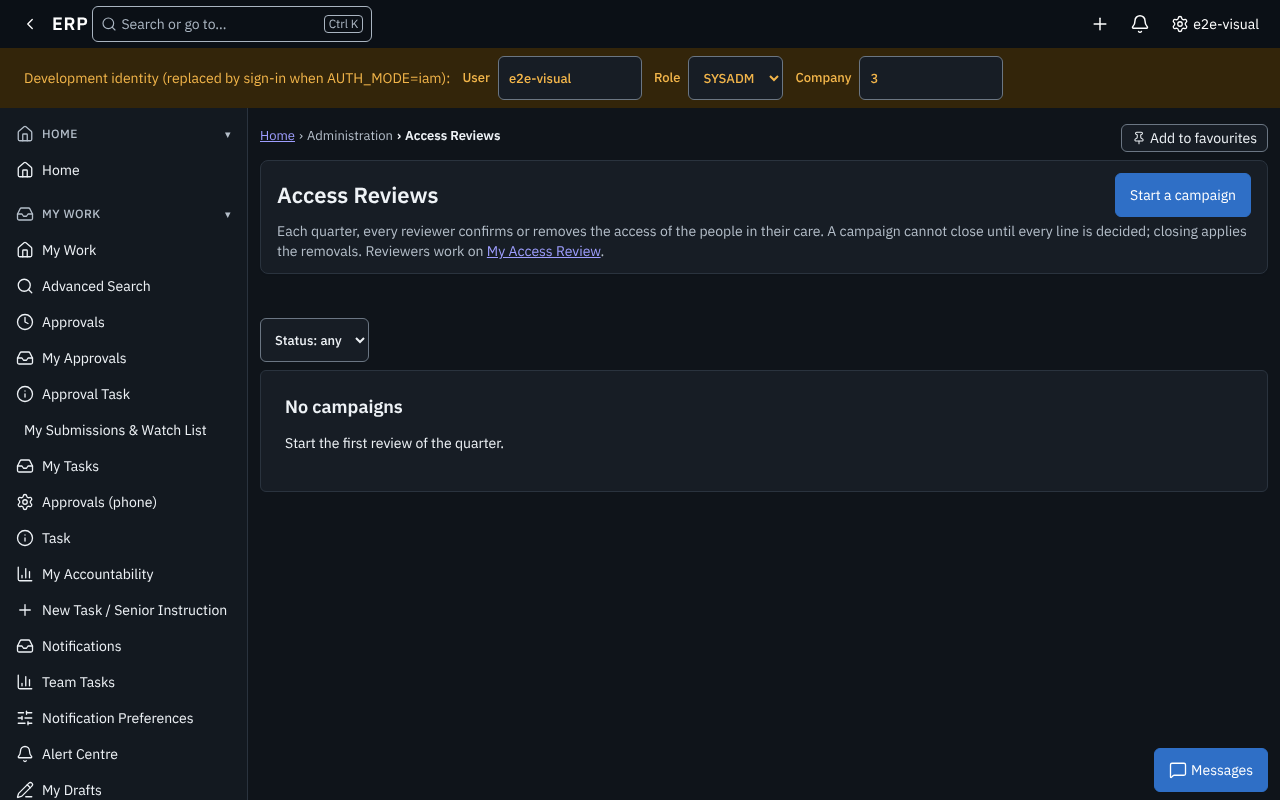 ERP
Search or go to...
Ctrl K
e2e-visual
Development identity (replaced by sign-in when AUTH_MODE=iam):
User
e2e-visual
Role
SYSADM
Company
3
HOME
Home
MY WORK
My Work
Advanced Search
Approvals
My Approvals
Approval Task
My Submissions & Watch List
My Tasks
Approvals (phone)
Task
My Accountability
New Task / Senior Instruction
Notifications
Team Tasks
Notification Preferences
Alert Centre
My Drafts
Home › Administration › Access Reviews
Add to favourites
Access Reviews
Start a campaign
Each quarter, every reviewer confirms or removes the access of the people in their care. A campaign cannot close until every line is decided; closing applies
the removals. Reviewers work on My Access Review.
Status: any
No campaigns
Start the first review of the quarter.
Messages